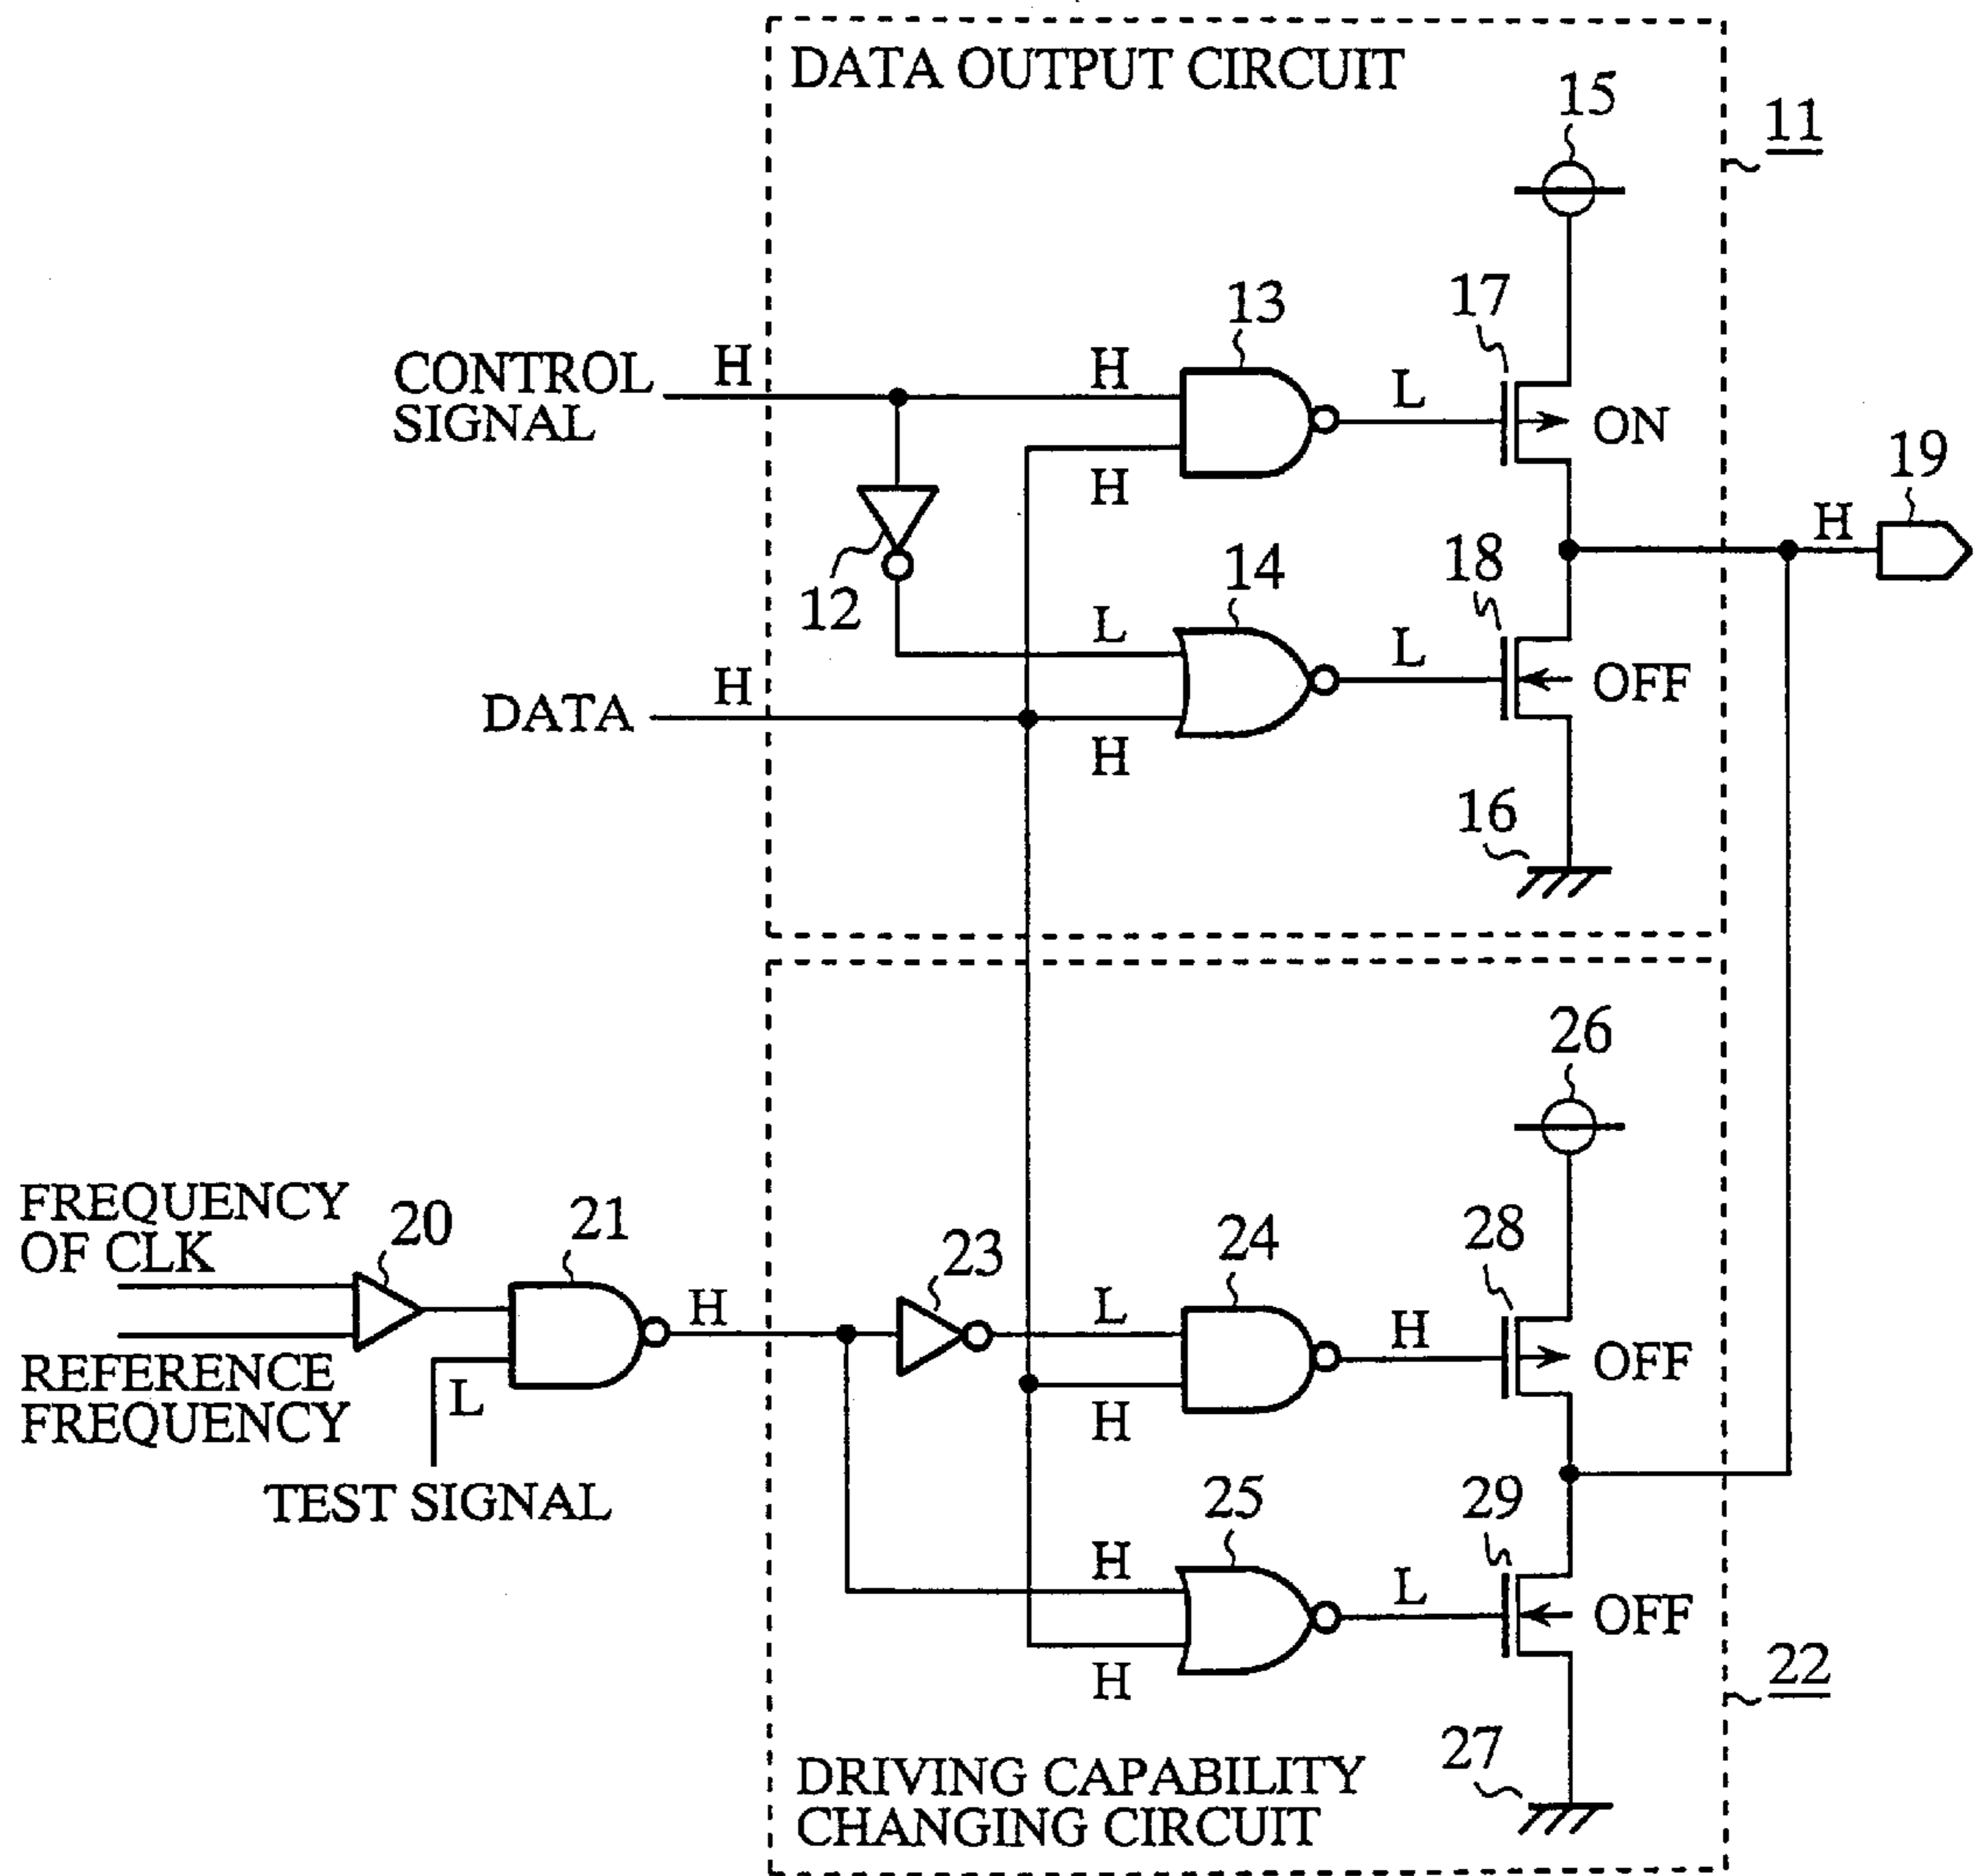 DATA OUTPUT CIRCUIT
15
11
17
13
CONTROL
SIGNAL
H
H
L
ON
19
H
H
12
14
18
L
L
OFF
DATA
H
H
16
26
FREQUENCY
OF CLK
20
21
H
23
24
28
L
H
OFF
REFERENCE
FREQUENCY
L
H
TEST SIGNAL
25
29
H
L
OFF
H
22
27
DRIVING CAPABILITY
CHANGING CIRCUIT